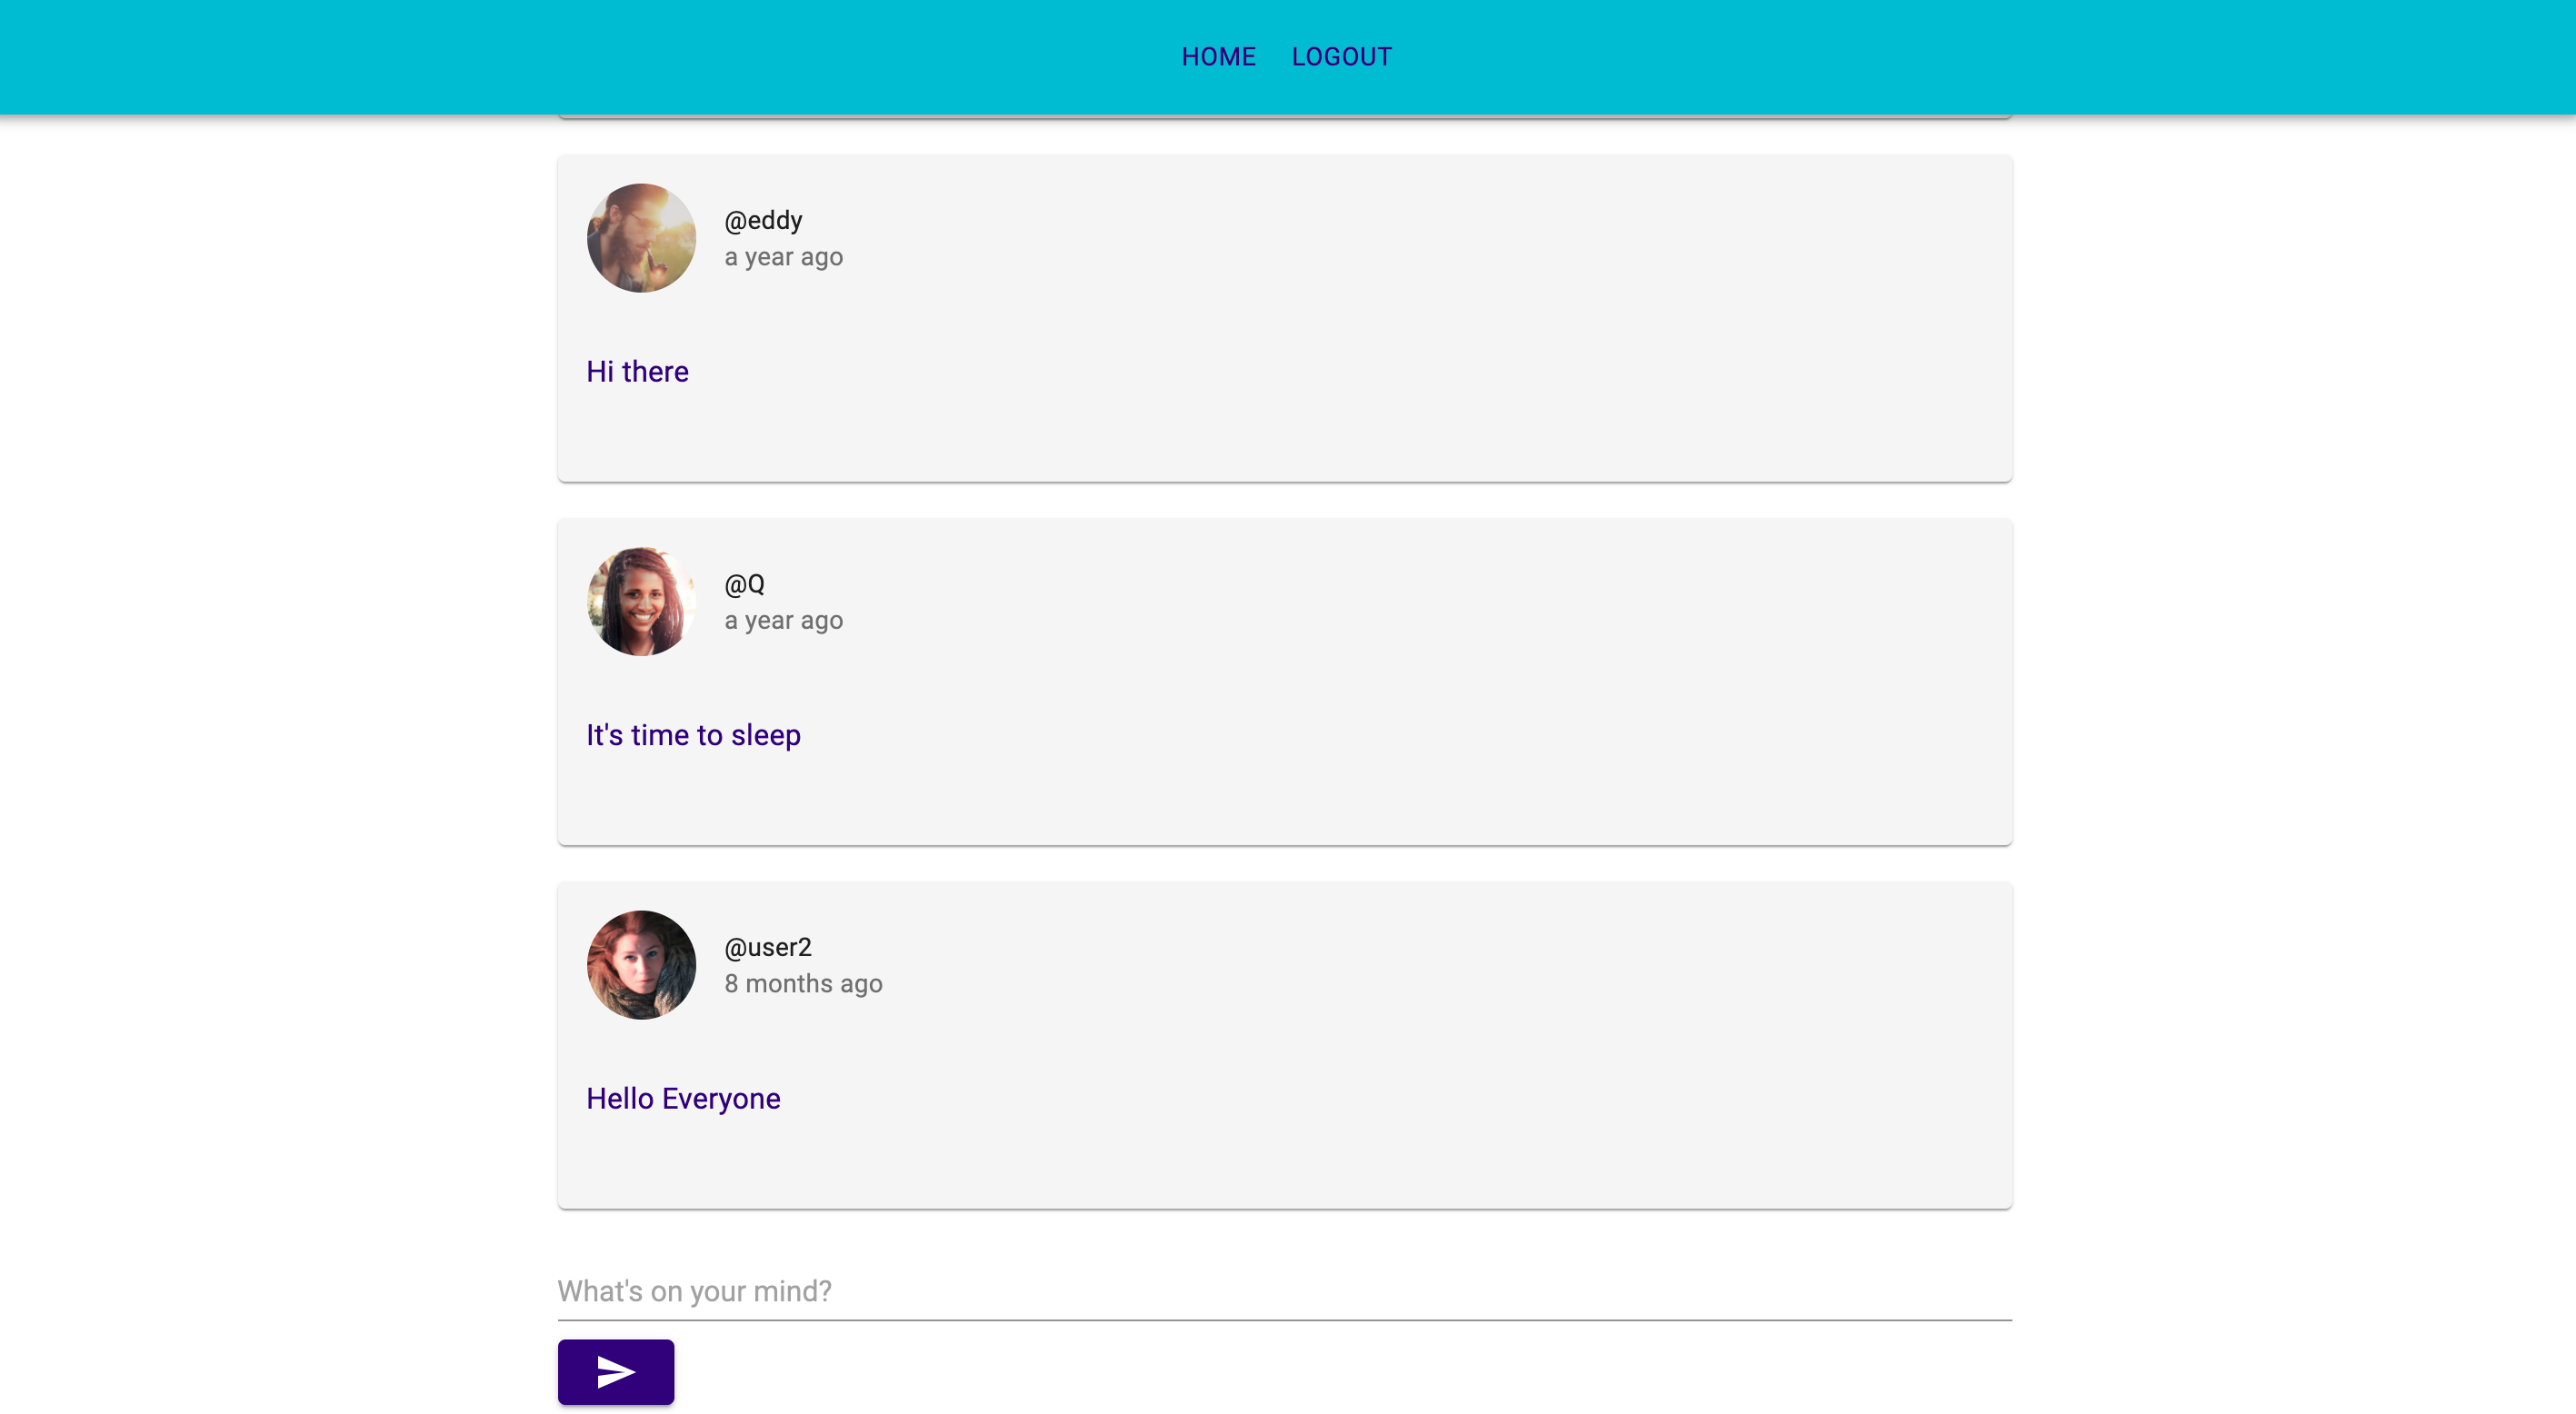 HOME LOGOUT
@eddy
a year ago
Hi there
@Q
a year ago
It's time to sleep
@user2
8 months ago
Hello Everyone
What's on your mind?